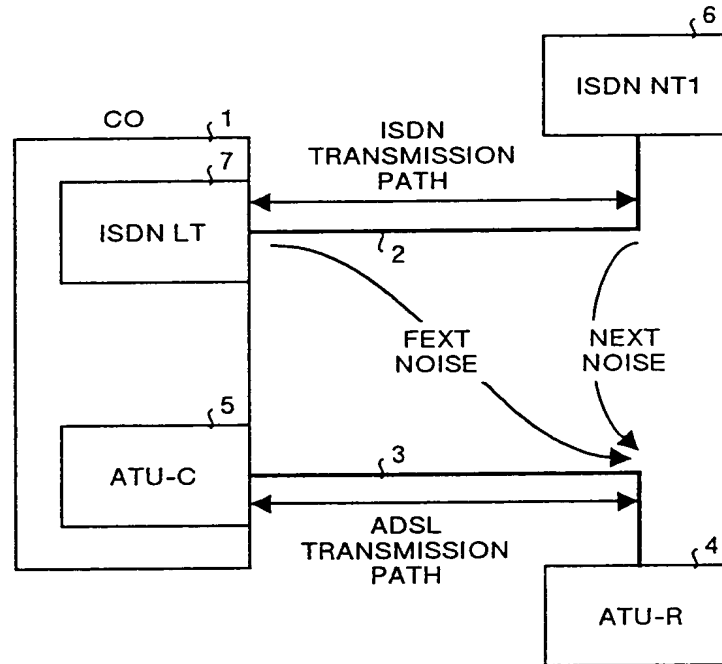 6
ISDN NT1
CO
1
ISDN
TRANSMISSION
PATH
7
ISDN LT
2
FEXT
NOISE
NEXT
NOISE
5
ATU-C
3
ADSL
TRANSMISSION
PATH
4
ATU-R